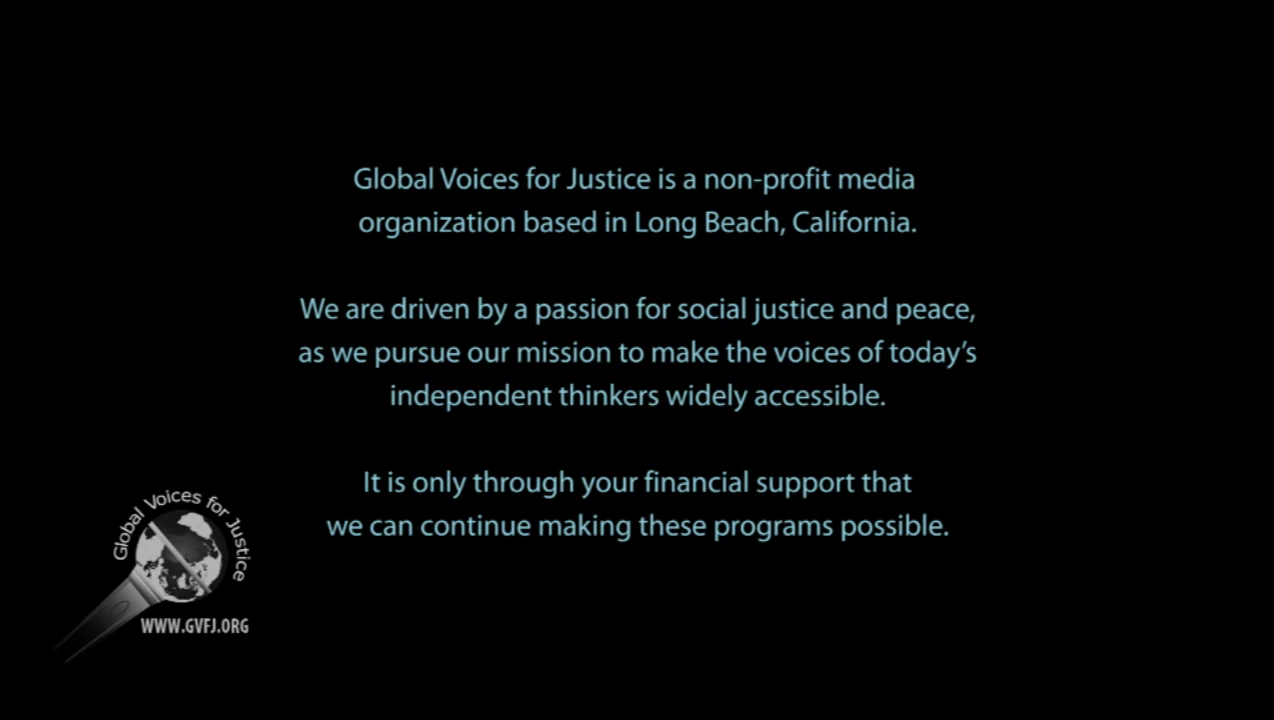 Global Voices for Justice is a non-profit media
organization based in Long Beach, California.
We are driven by a passion for social justice and peace,
as we pursue our mission to make the voices of today’s
independent thinkers widely accessible.
It is only through your financial support that
we can continue making these programs possible.
Global Voices for Justice
WWW.GVFJ.ORG